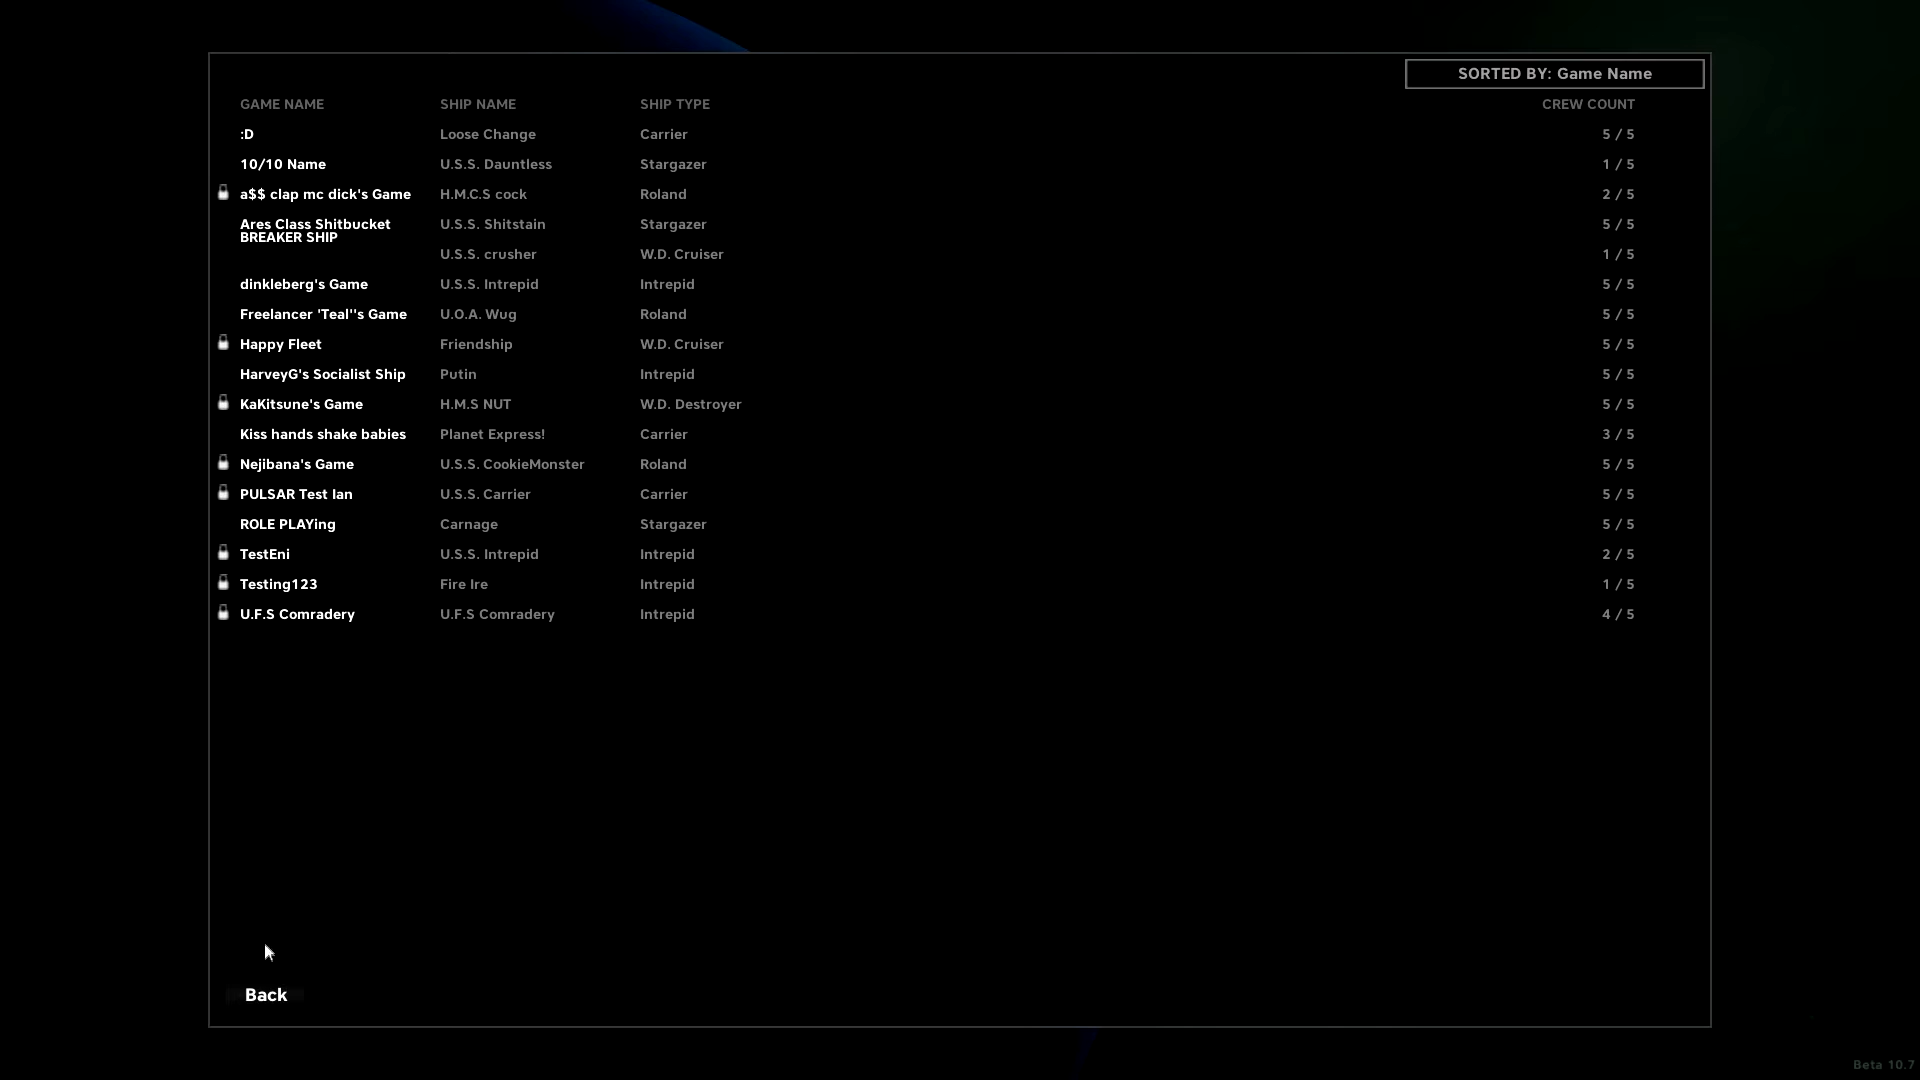 SORTED BY: Game Name
GAME NAME SHIP NAME SHIP TYPE CREW COUNT
:D Loose Change Carrier 5 / 5
10/10 Name U.S.S. Dauntless Stargazer 1 / 5
a$$ clap mc dick's Game H.M.C.S cock Roland 2 / 5
Ares Class Shitbucket U.S.S. Shitstain Stargazer 5 / 5
BREAKER SHIP U.S.S. crusher W.D. Cruiser 1 / 5
dinkleberg's Game U.S.S. Intrepid Intrepid 5 / 5
Freelancer 'Teal''s Game U.O.A. Wug Roland 5 / 5
Happy Fleet Friendship W.D. Cruiser 5 / 5
HarveyG's Socialist Ship Putin Intrepid 5 / 5
KaKitsune's Game H.M.S NUT W.D. Destroyer 5 / 5
Kiss hands shake babies Planet Express! Carrier 3 / 5
Nejibana's Game U.S.S. CookieMonster Roland 5 / 5
PULSAR Test Ian U.S.S. Carrier Carrier 5 / 5
ROLE PLAYing Carnage Stargazer 5 / 5
TestEni U.S.S. Intrepid Intrepid 2 / 5
Testing123 Fire Ire Intrepid 1 / 5
U.F.S Comradery U.F.S Comradery Intrepid 4 / 5
Back
Beta 10.7